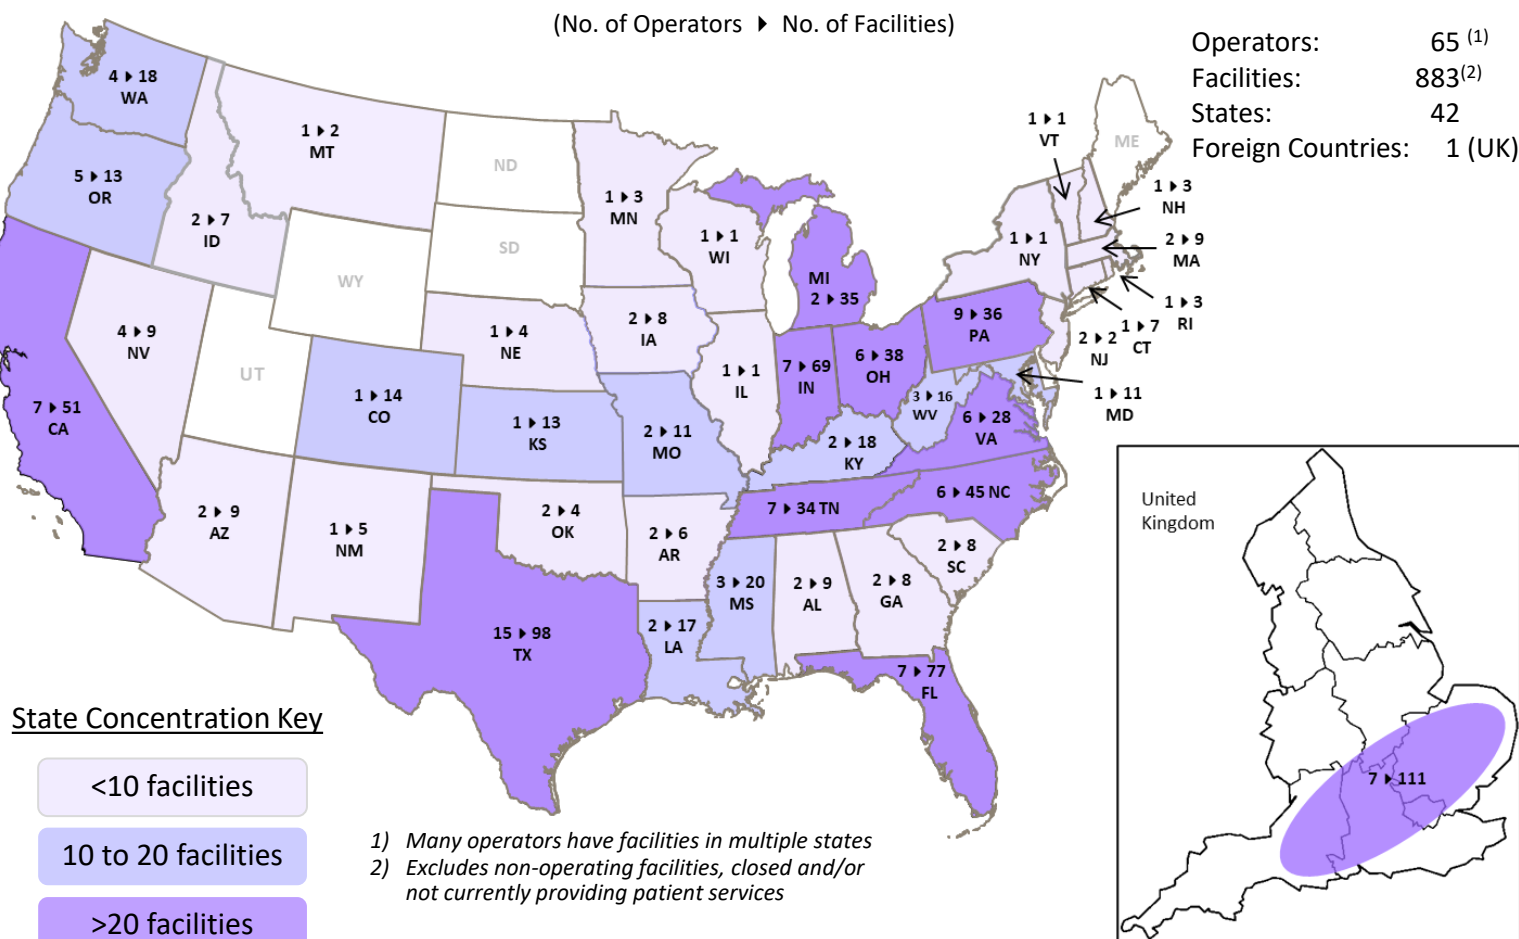 (No. of Operators ▸ No. of Facilities)
Operators: 65 (1)
Facilities: 883(2)
States: 42
Foreign Countries: 1 (UK)
4 ▸ 18
WA
5 ▸ 13
OR
2 ▸ 7
ID
1 ▸ 2
MT
ND
SD
WY
UT
4 ▸ 9
NV
7 ▸ 51
CA
1 ▸ 14
CO
2 ▸ 9
AZ
1 ▸ 5
NM
1 ▸ 4
NE
1 ▸ 13
KS
2 ▸ 4
OK
15 ▸ 98
TX
1 ▸ 3
MN
2 ▸ 8
IA
2 ▸ 11
MO
2 ▸ 6
AR
2 ▸ 17
LA
1 ▸ 1
WI
1 ▸ 1
IL
MI
2 ▸ 35
7 ▸ 69
IN
6 ▸ 38
OH
2 ▸ 18
KY
7 ▸ 34 TN
3 ▸ 20
MS
2 ▸ 9
AL
2 ▸ 8
GA
7 ▸ 77
FL
2 ▸ 8
SC
6 ▸ 45 NC
6 ▸ 28
VA
3 ▸ 16
WV
9 ▸ 36
PA
1 ▸ 1
NY
1 ▸ 1
VT
ME
1 ▸ 3
NH
2 ▸ 9
MA
1 ▸ 3
RI
1 ▸ 7
CT
2 ▸ 2
NJ
1 ▸ 11
MD
United
Kingdom
7 ▸ 111
State Concentration Key
<10 facilities
10 to 20 facilities
>20 facilities
1) Many operators have facilities in multiple states
2) Excludes non-operating facilities, closed and/or
not currently providing patient services